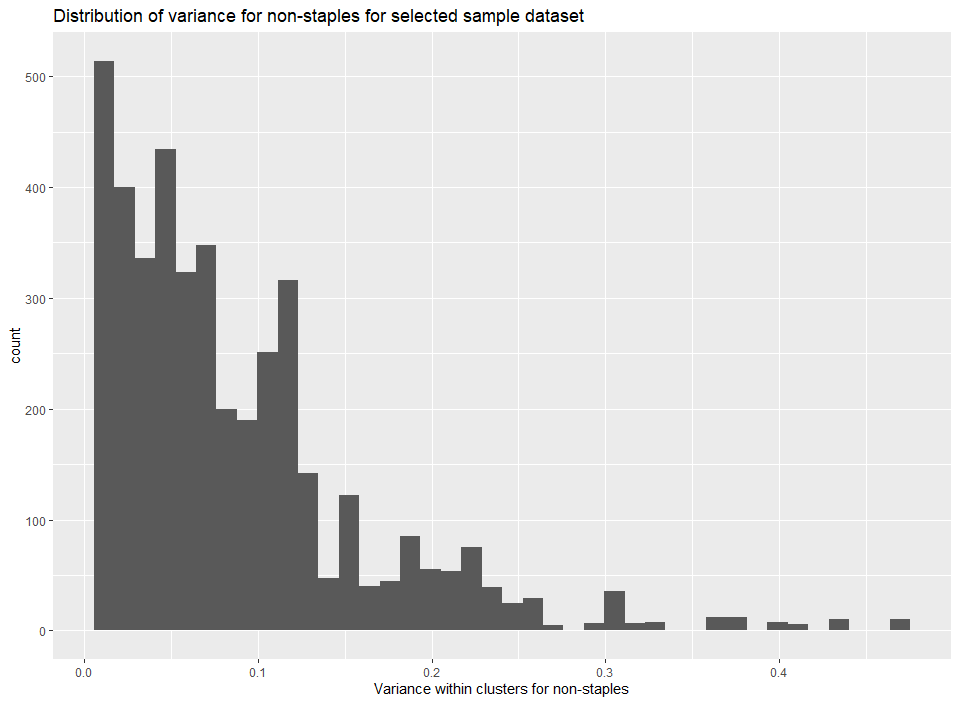 Distribution of variance for non-staples for selected sample dataset
500
400
300
200
100
0
count
0.0 0.1 0.2 0.3 0.4
Variance within clusters for non-staples